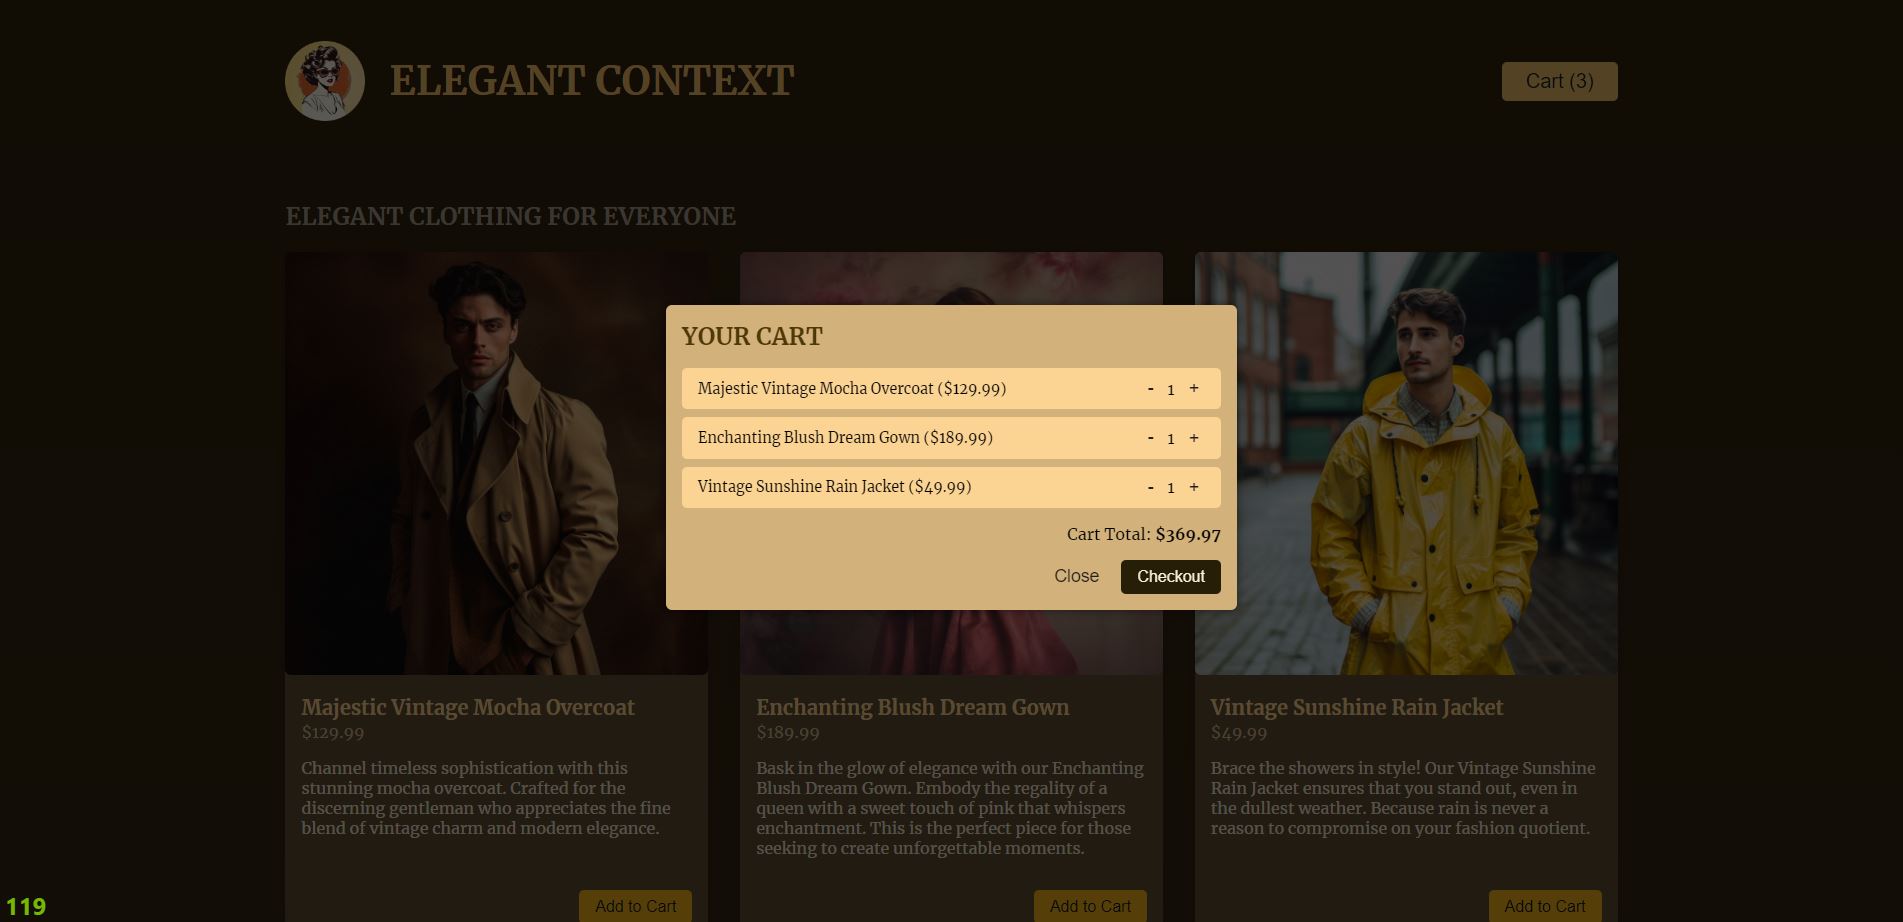 ELEGANT CONTEXT
Cart (3)
ELEGANT CLOTHING FOR EVERYONE
YOUR CART
Majestic Vintage Mocha Overcoat ($129.99) - 1 +
Enchanting Blush Dream Gown ($189.99) - 1 +
Vintage Sunshine Rain Jacket ($49.99) - 1 +
Cart Total: $369.97
Close Checkout
Majestic Vintage Mocha Overcoat
$129.99
Channel timeless sophistication with this
stunning mocha overcoat. Crafted for the
discerning gentleman who appreciates the fine
blend of vintage charm and modern elegance.
Add to Cart
Enchanting Blush Dream Gown
$189.99
Bask in the glow of elegance with our Enchanting
Blush Dream Gown. Embody the regality of a
queen with a sweet touch of pink that whispers
enchantment. This is the perfect piece for those
seeking to create unforgettable moments.
Add to Cart
Vintage Sunshine Rain Jacket
$49.99
Brace the showers in style! Our Vintage Sunshine
Rain Jacket ensures that you stand out, even in
the dullest weather. Because rain is never a
reason to compromise on your fashion quotient.
Add to Cart
119